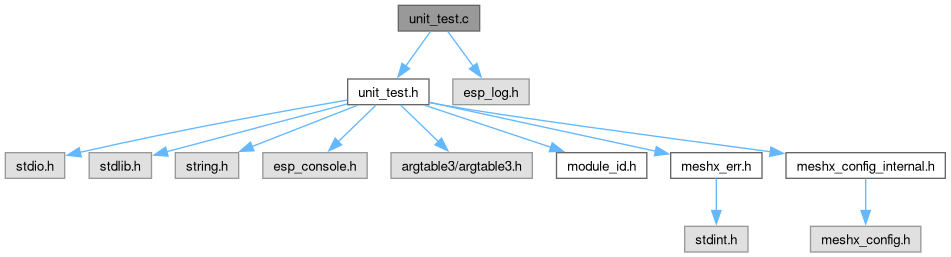 unit_test.c
unit_test.h
esp_log.h
stdio.h
stdlib.h
string.h
esp_console.h
argtable3/argtable3.h
module_id.h
meshx_err.h
meshx_config_internal.h
stdint.h
meshx_config.h